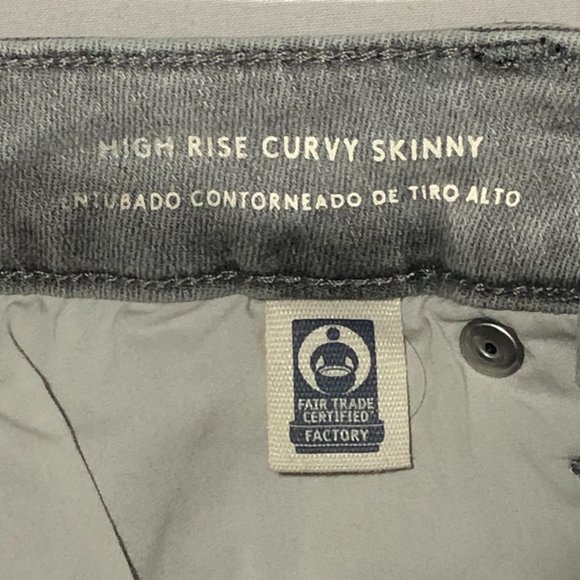 HIGH RISE CURVY SKINNY
ENTUBADO CONTORNEADO DE TIRO ALTO
FAIR TRADE
CERTIFIED
FACTORY